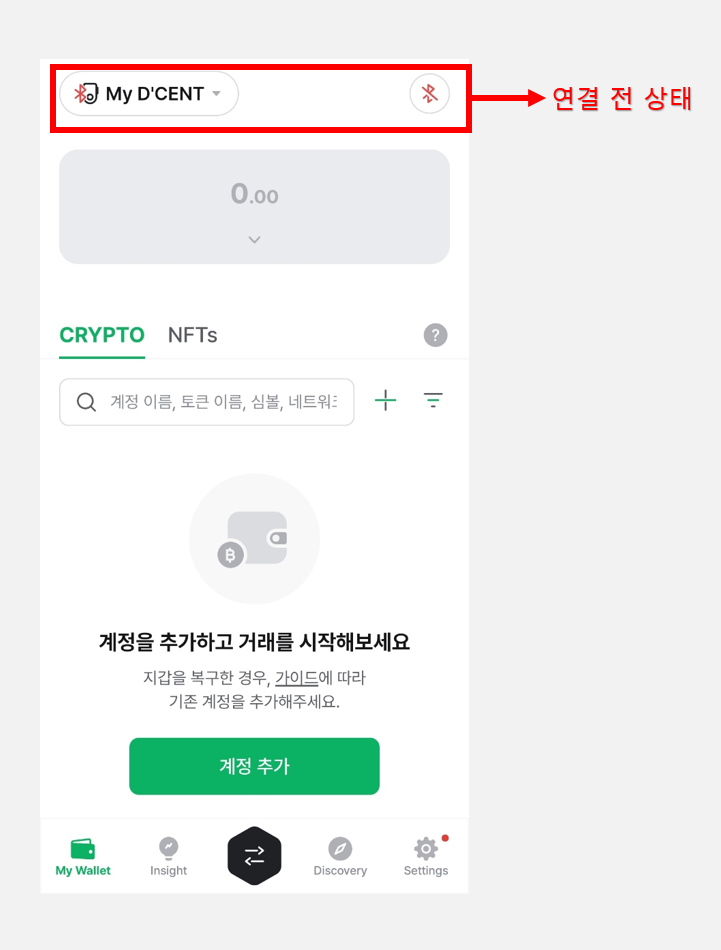 My D'CENT
연결 전 상태
0.00
CRYPTO NFTs ?
계정 이름, 토큰 이름, 심볼, 네트워크
계정을 추가하고 거래를 시작해보세요
지갑을 복구한 경우, 가이드에 따라
기존 계정을 추가해주세요.
계정 추가
My Wallet Insight Discovery Settings